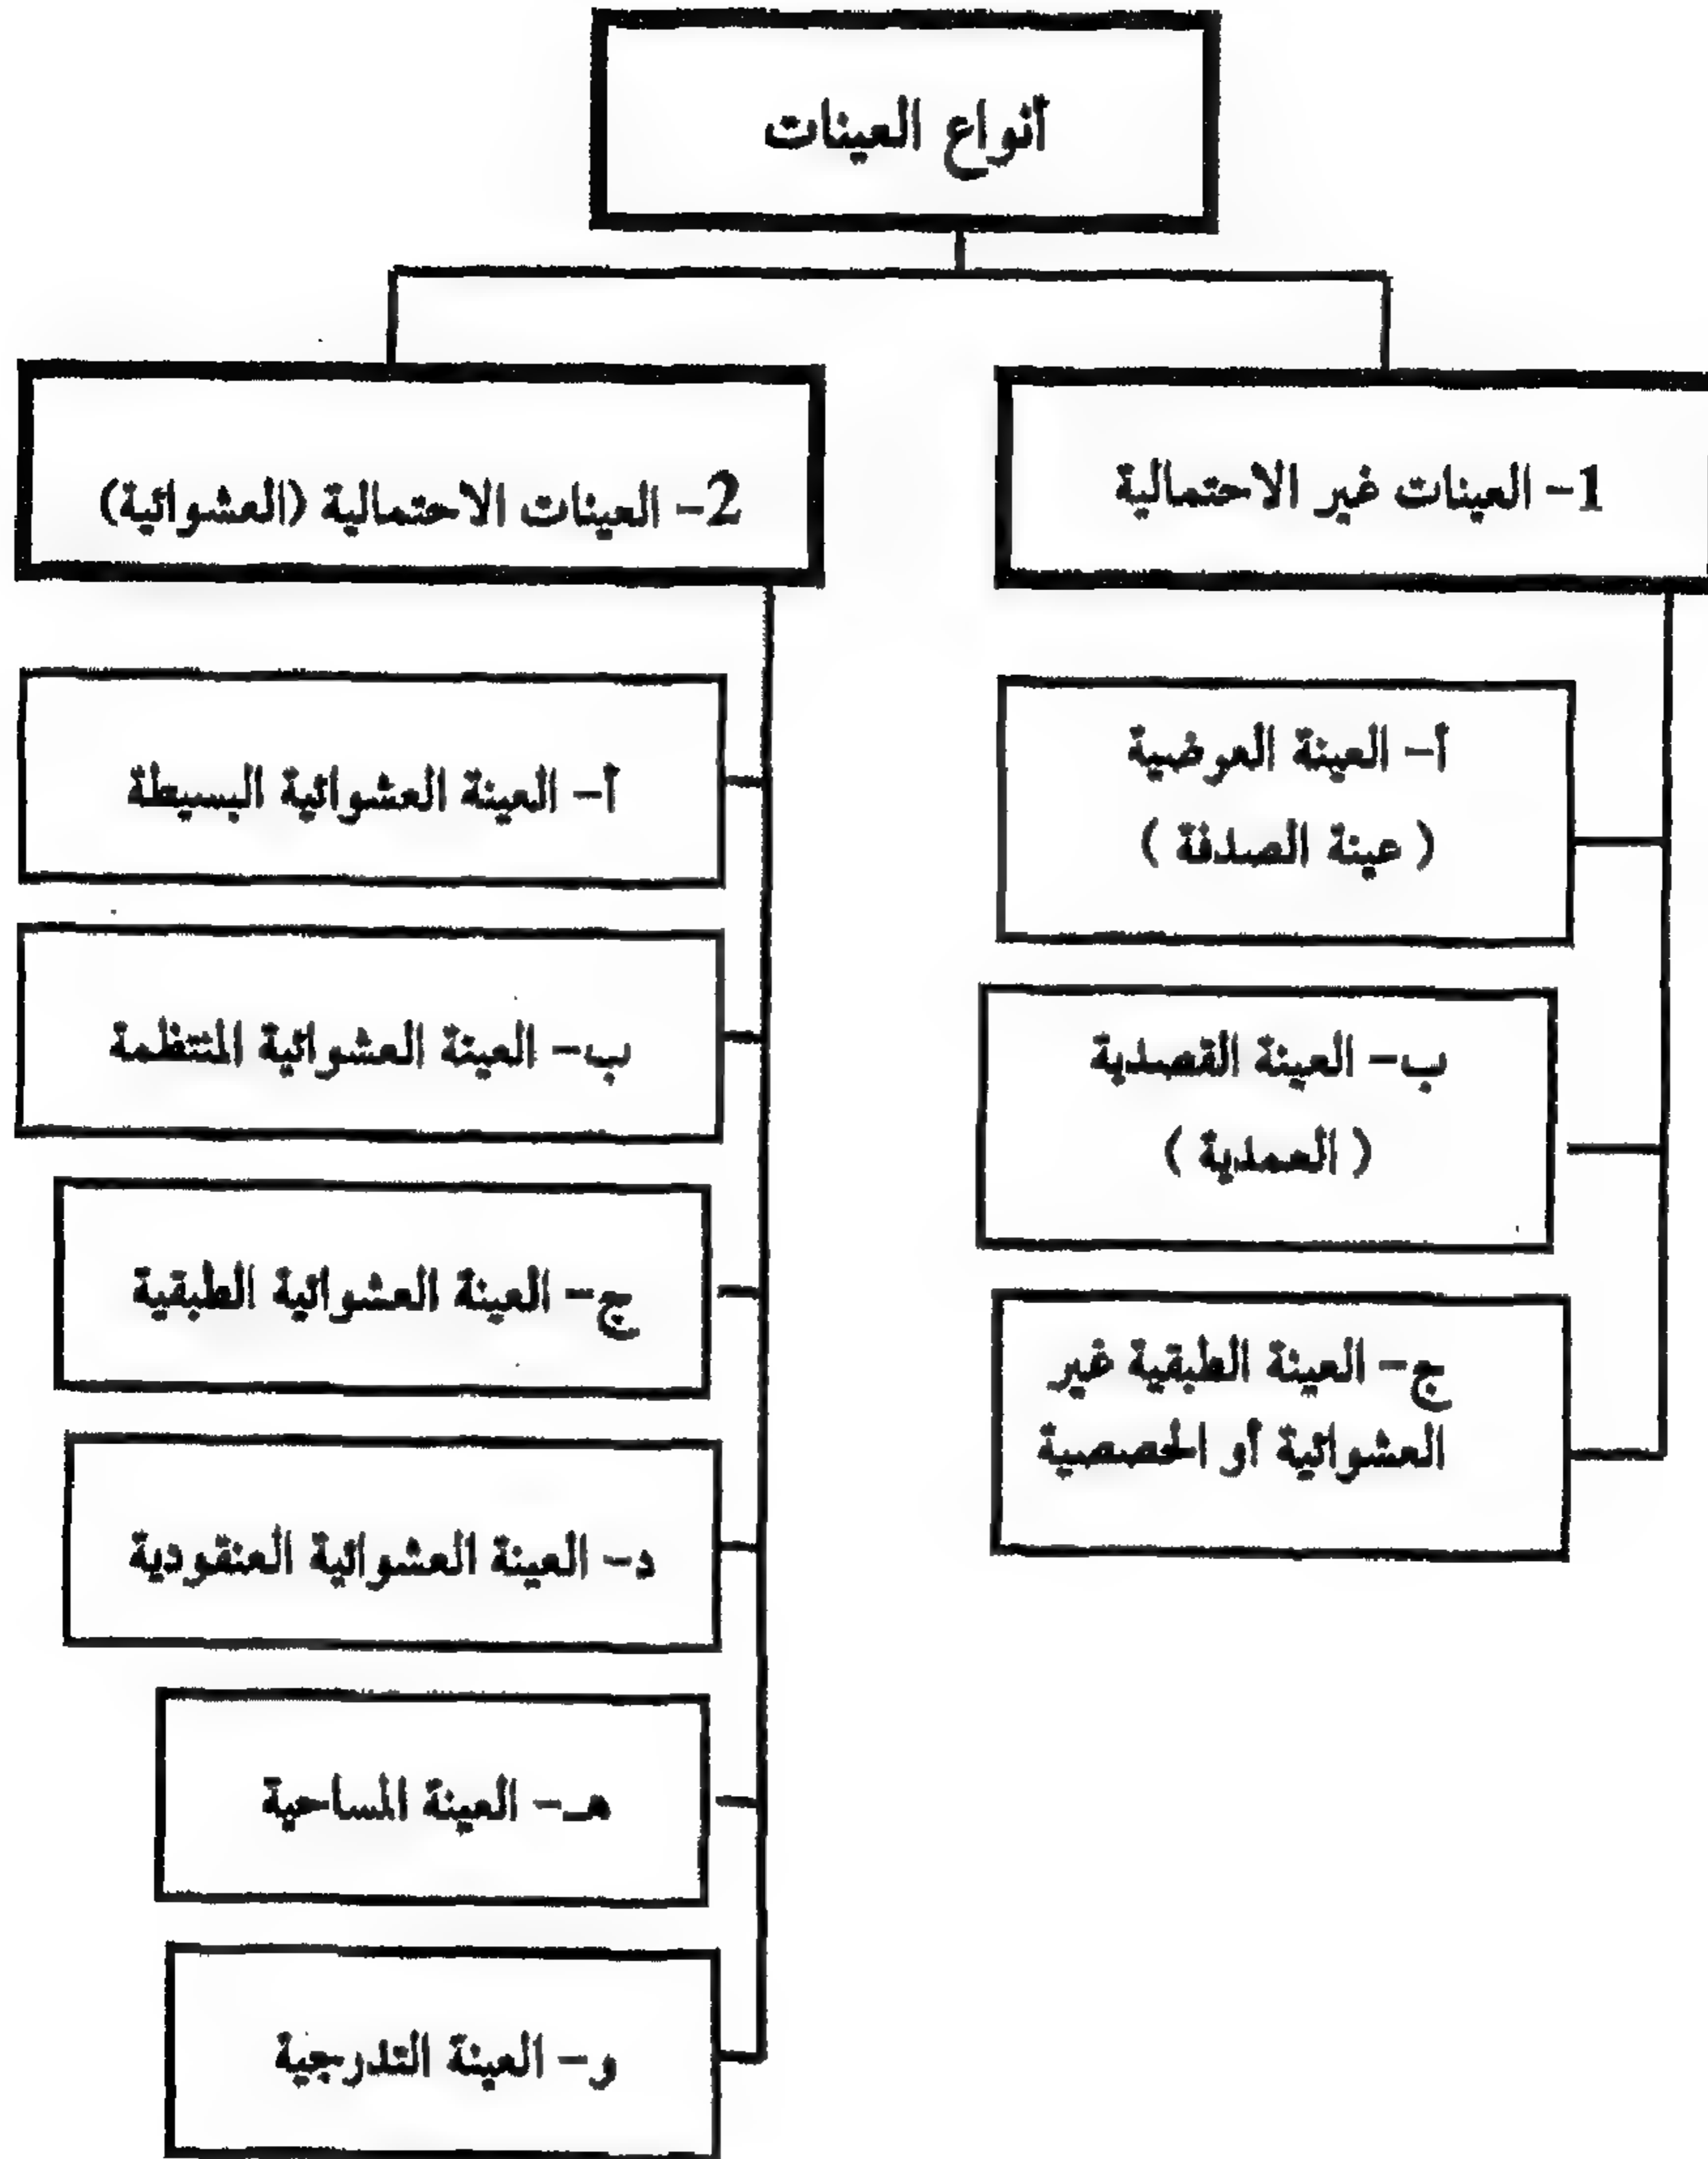 أنواع العينات
1- العينات غير الاحتمالية
أ- العينة العرضية
( عينة الصدفة )
ب- العينة القصدية
( العمدية )
ج- العينة الطبقية غير
العشوائية أو الحصصية
2- العينات الاحتمالية (العشوائية)
أ- العينة العشوائية البسيطة
ب- العينة العشوائية المنتظمة
ج- العينة العشوائية الطبقية
د- العينة العشوائية العنقودية
هـ- العينة المساحية
و- العينة التدرجية